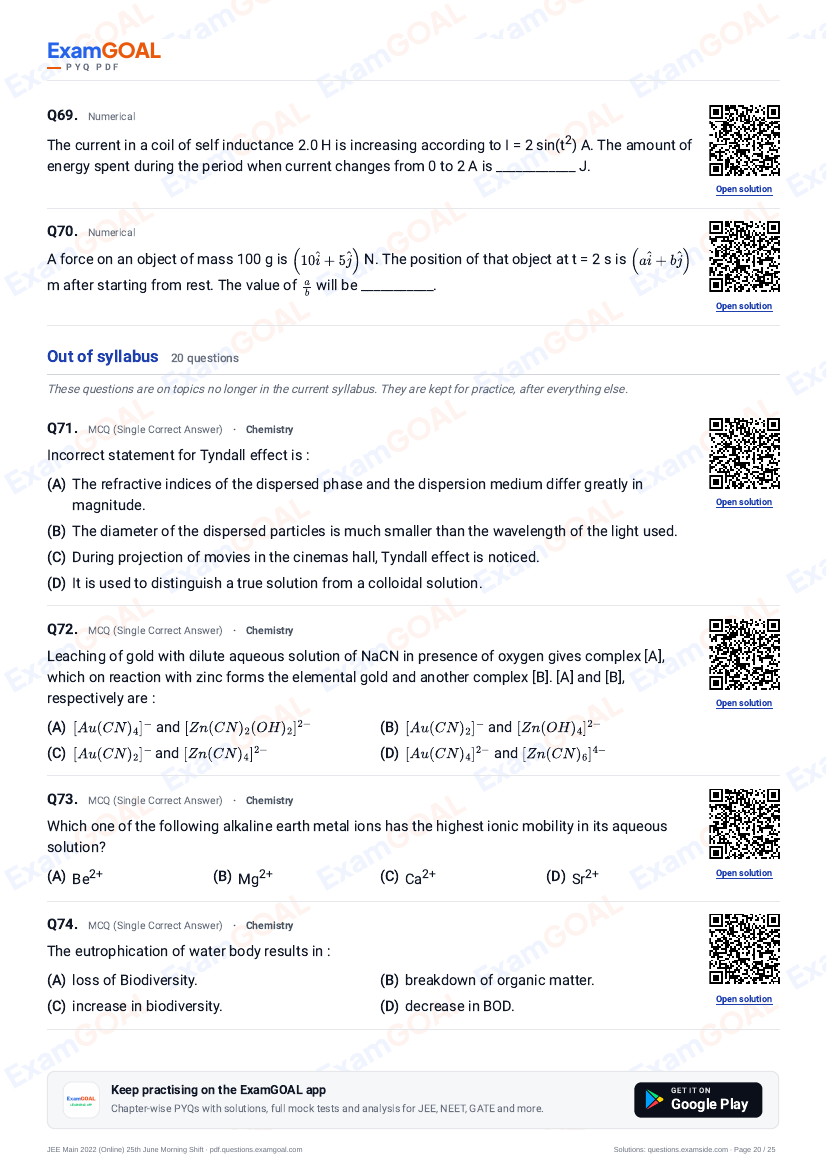 ExamGOAL
PYQ PDF
Q69. Numerical
The current in a coil of self inductance 2.0 H is increasing according to I = 2 sin(t²) A. The amount of
energy spent during the period when current changes from 0 to 2 A is ____________ J.
Open solution
Q70. Numerical
A force on an object of mass 100 g is (10î + 5ĵ) N. The position of that object at t = 2 s is (aî + bĵ)
m after starting from rest. The value of a/b will be ___________.
Open solution
Out of syllabus 20 questions
These questions are on topics no longer in the current syllabus. They are kept for practice, after everything else.
Q71. MCQ (Single Correct Answer) · Chemistry
Incorrect statement for Tyndall effect is :
(A) The refractive indices of the dispersed phase and the dispersion medium differ greatly in
magnitude.
(B) The diameter of the dispersed particles is much smaller than the wavelength of the light used.
(C) During projection of movies in the cinemas hall, Tyndall effect is noticed.
(D) It is used to distinguish a true solution from a colloidal solution.
Open solution
Q72. MCQ (Single Correct Answer) · Chemistry
Leaching of gold with dilute aqueous solution of NaCN in presence of oxygen gives complex [A],
which on reaction with zinc forms the elemental gold and another complex [B]. [A] and [B],
respectively are :
(A) [Au(CN)₄]⁻ and [Zn(CN)₂(OH)₂]²⁻ (B) [Au(CN)₂]⁻ and [Zn(OH)₄]²⁻
(C) [Au(CN)₂]⁻ and [Zn(CN)₄]²⁻ (D) [Au(CN)₄]²⁻ and [Zn(CN)₆]⁴⁻
Open solution
Q73. MCQ (Single Correct Answer) · Chemistry
Which one of the following alkaline earth metal ions has the highest ionic mobility in its aqueous
solution?
(A) Be²⁺ (B) Mg²⁺ (C) Ca²⁺ (D) Sr²⁺
Open solution
Q74. MCQ (Single Correct Answer) · Chemistry
The eutrophication of water body results in :
(A) loss of Biodiversity. (B) breakdown of organic matter.
(C) increase in biodiversity. (D) decrease in BOD.
Open solution
ExamGOAL
Keep practising on the ExamGOAL app
Chapter-wise PYQs with solutions, full mock tests and analysis for JEE, NEET, GATE and more.
GET IT ON
Google Play
JEE Main 2022 (Online) 25th June Morning Shift · pdf.questions.examgoal.com
Solutions: questions.examside.com · Page 20 / 25